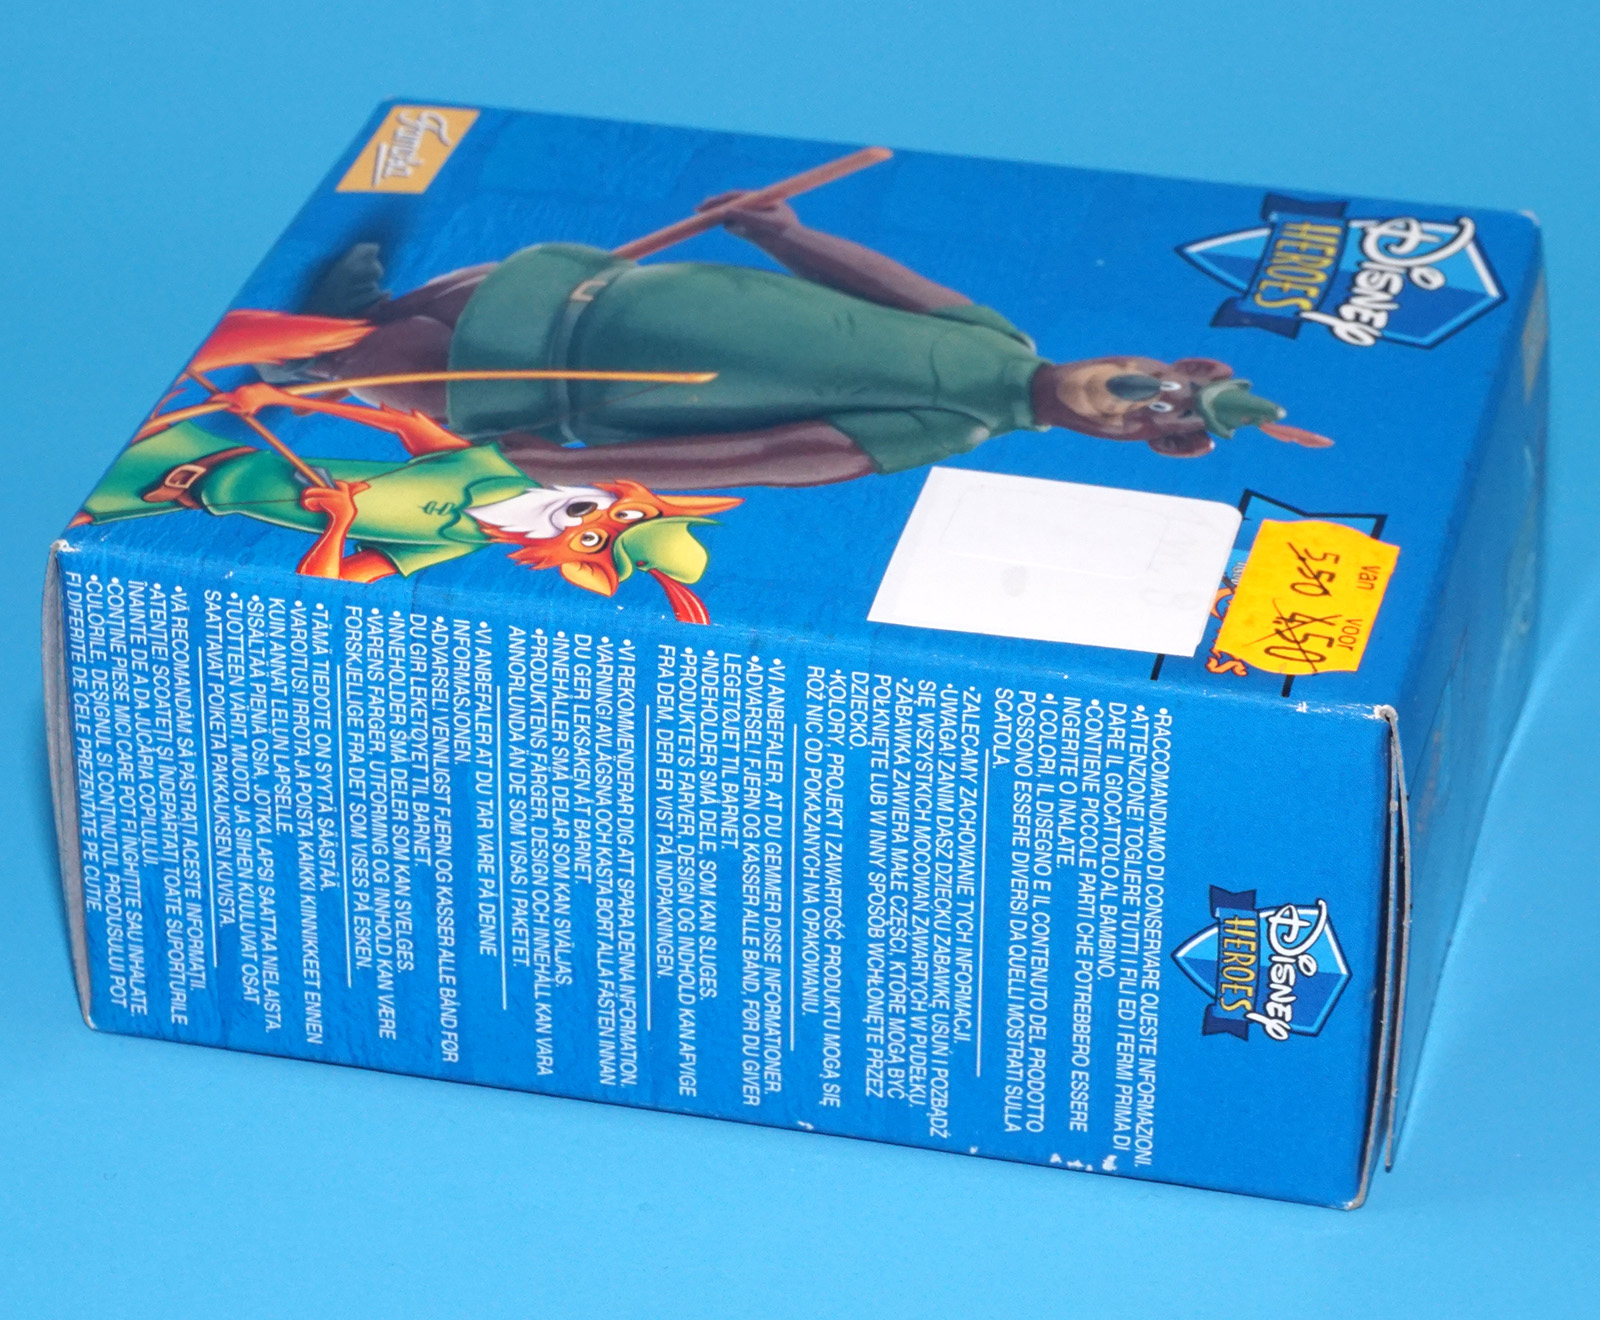 Famosa
DISNEY
HEROES
van
voor
5,50
4,50
DISNEY
HEROES
•RACCOMANDIAMO DI CONSERVARE QUESTE INFORMAZIONI.
•ATTENZIONE! TOGLIERE TUTTI I FILI ED I FERMI PRIMA DI
DARE IL GIOCATTOLO AL BAMBINO.
•CONTIENE PICCOLE PARTI CHE POTREBBERO ESSERE
INGERITE O INALATE.
•I COLORI, IL DISEGNO E IL CONTENUTO DEL PRODOTTO
POSSONO ESSERE DIVERSI DA QUELLI MOSTRATI SULLA
SCATOLA.
•ZALECAMY ZACHOWANIE TYCH INFORMACJI.
•UWAGA! ZANIM DASZ DZIECKU ZABAWKĘ USUŃ I POZBĄDŹ
SIĘ WSZYSTKICH MOCOWAŃ ZAWARTYCH W PUDEŁKU.
•ZABAWKA ZAWIERA MAŁE CZĘŚCI, KTÓRE MOGĄ BYĆ
POŁKNIĘTE LUB W INNY SPOSÓB WCHŁONIĘTE PRZEZ
DZIECKO.
•KOLORY, PROJEKT I ZAWARTOŚĆ PRODUKTU MOGĄ SIĘ
RÓŻNIĆ OD POKAZANYCH NA OPAKOWANIU.
•VI ANBEFALER, AT DU GEMMER DISSE INFORMATIONER.
•ADVARSEL! FJERN OG KASSER ALLE BÅND, FØR DU GIVER
LEGETØJET TIL BARNET.
•INDEHOLDER SMÅ DELE, SOM KAN SLUGES.
•PRODUKTETS FARVER, DESIGN OG INDHOLD KAN AFVIGE
FRA DEM, DER ER VIST PÅ INDPAKNINGEN.
•VI REKOMMENDERAR DIG ATT SPARA DENNA INFORMATION.
•VARNING! AVLÄGSNA OCH KASTA BORT ALLA FÄSTEN INNAN
DU GER LEKSAKEN ÅT BARNET.
•INNEHÅLLER SMÅ DELAR SOM KAN SVÄLJAS.
•PRODUKTENS FÄRGER, DESIGN OCH INNEHÅLL KAN VARA
ANNORLUNDA ÄN DE SOM VISAS I PAKETET.
•VI ANBEFALER AT DU TAR VARE PÅ DENNE
INFORMASJONEN.
•ADVARSEL! VENNLIGST FJERN OG KASSER ALLE BÅND FØR
DU GIR LEKETØYET TIL BARNET.
•INNEHOLDER SMÅ DELER SOM KAN SVELGES.
•VARENS FARGER, UTFORMING OG INNHOLD KAN VÆRE
FORSKJELLIGE FRA DET SOM VISES PÅ ESKEN.
•TÄMÄ TIEDOTE ON SYYTÄ SÄÄSTÄÄ.
•VAROITUS! IRROTA JA POISTA KAIKKI KIINNIKKEET ENNEN
KUIN ANNAT LELUN LAPSELLE.
•SISÄLTÄÄ PIENIÄ OSIA, JOTKA LAPSI SAATTAA NIELAISTA.
•TUOTTEEN VÄRIT, MUOTO JA SIIHEN KUULUVAT OSAT
SAATTAVAT POIKETA PAKKAUKSEN KUVISTA.
•VĂ RECOMANDĂM SĂ PĂSTRAȚI ACESTE INFORMAȚII.
•ATENȚIE! SCOATEȚI ȘI ÎNDEPĂRTAȚI TOATE SUPORTURILE
ÎNAINTE DE A DA JUCĂRIA COPILULUI.
•CONȚINE PIESE MICI CARE POT FI ÎNGHIȚITE SAU INHALATE.
•CULORILE, DESIGNUL ȘI CONȚINUTUL PRODUSULUI POT
FI DIFERITE DE CELE PREZENTATE PE CUTIE.